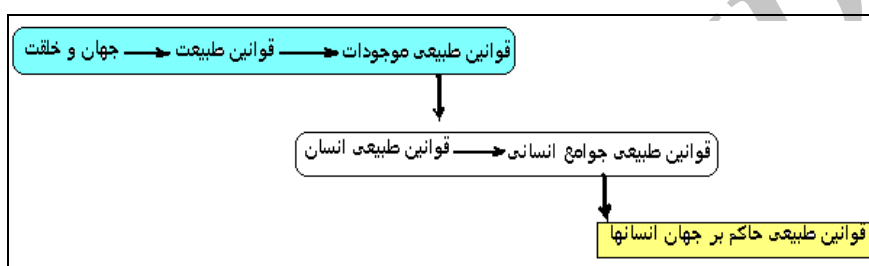 قوانین طبیعی موجودات قوانین طبیعت جهان و خلقت
قوانین طبیعی جوامع انسانی قوانین طبیعی انسان
قوانین طبیعی حاکم بر جهان انسانها